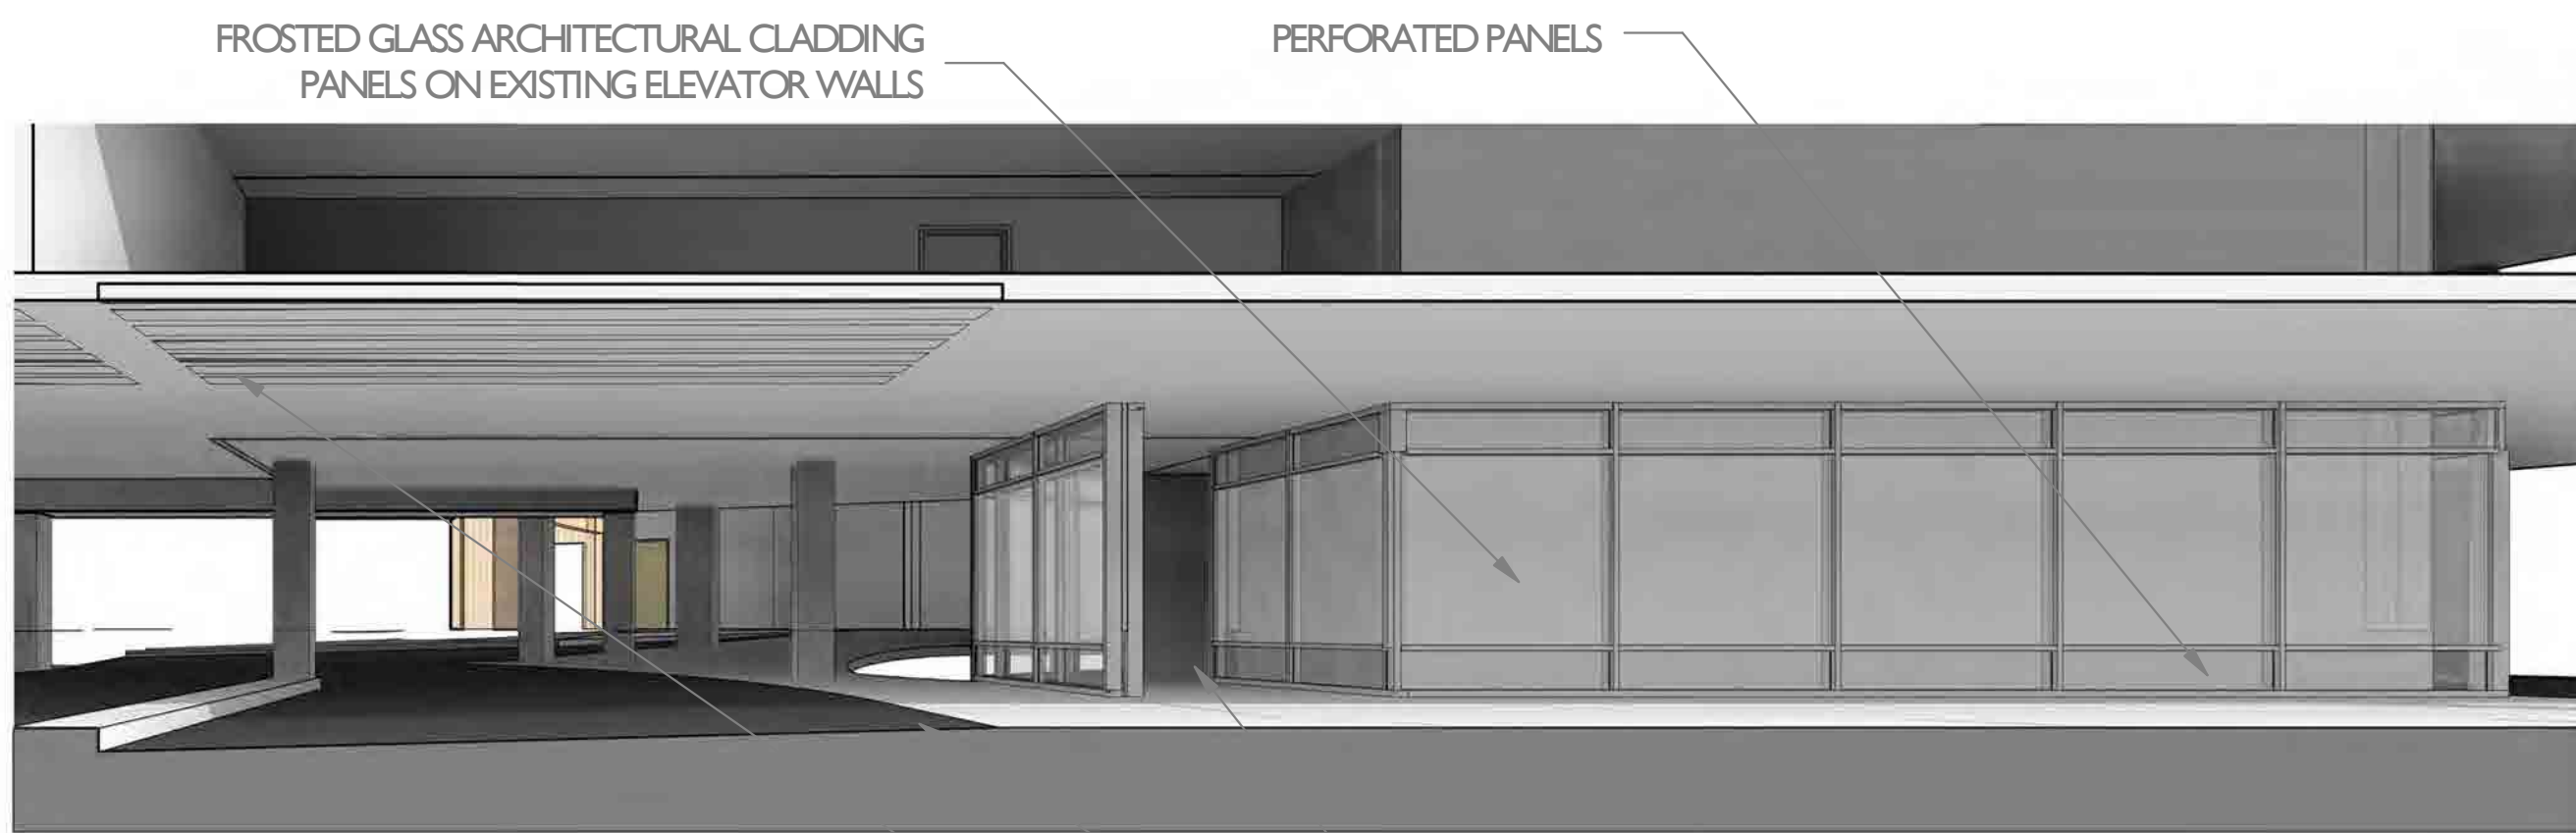 FROSTED GLASS ARCHITECTURAL CLADDING
PANELS ON EXISTING ELEVATOR WALLS
PERFORATED PANELS